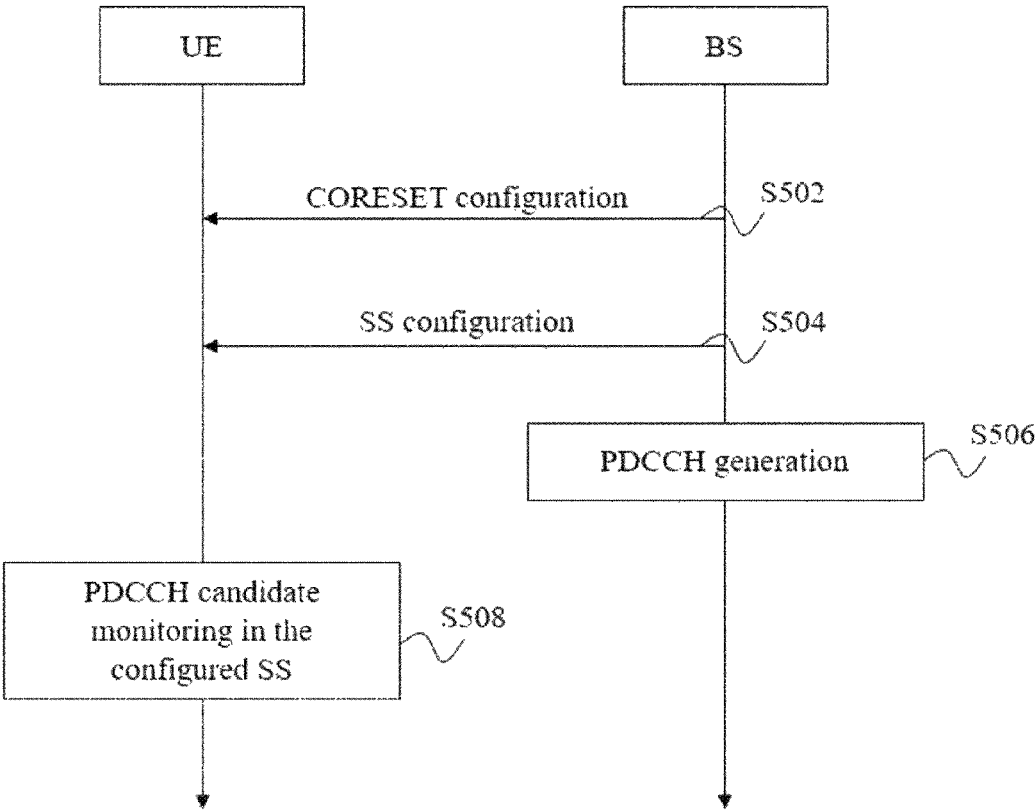 UE
BS
CORESET configuration
S502
SS configuration
S504
PDCCH generation
S506
PDCCH candidate
monitoring in the
configured SS
S508